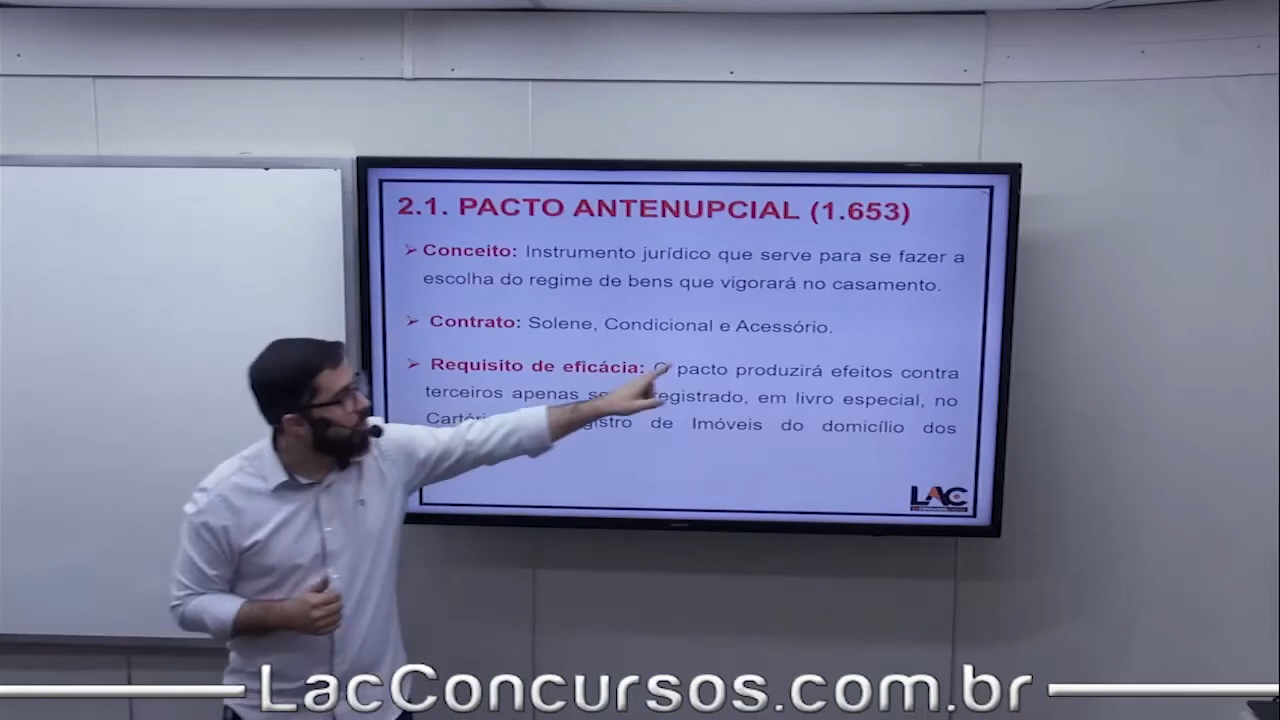 2.1. PACTO ANTENUPCIAL (1.653)
Conceito: Instrumento jurídico que serve para se fazer a
escolha do regime de bens que vigorará no casamento.
Contrato: Solene, Condicional e Acessório.
Requisito de eficácia: O pacto produzirá efeitos contra
terceiros apenas registrado, em livro especial, no
de Imóveis do domicílio dos
LAC
LacConcursos.com.br